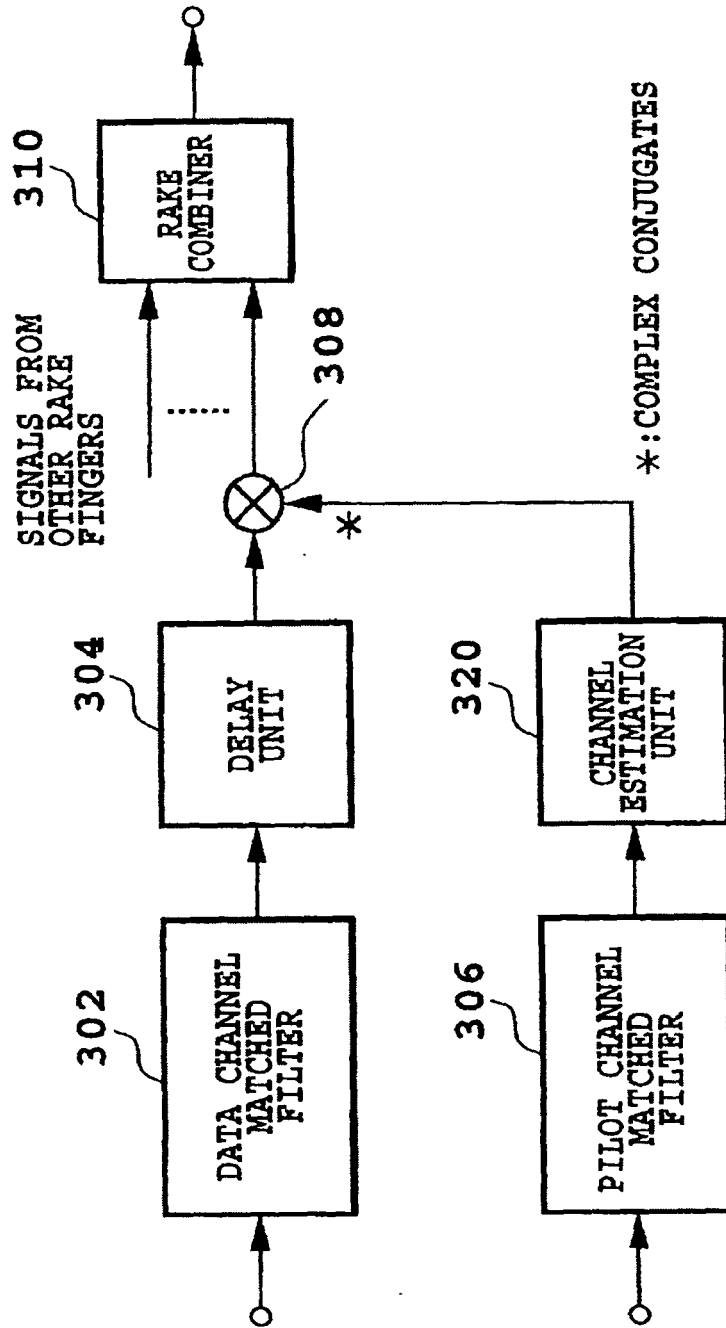 302
DATA CHANNEL
MATCHED
FILTER
304
DELAY
UNIT
SIGNALS FROM
OTHER RAKE
FINGERS
308
310
RAKE
COMBINER
306
PILOT CHANNEL
MATCHED
FILTER
320
CHANNEL
ESTIMATION
UNIT
*
*:COMPLEX CONJUGATES